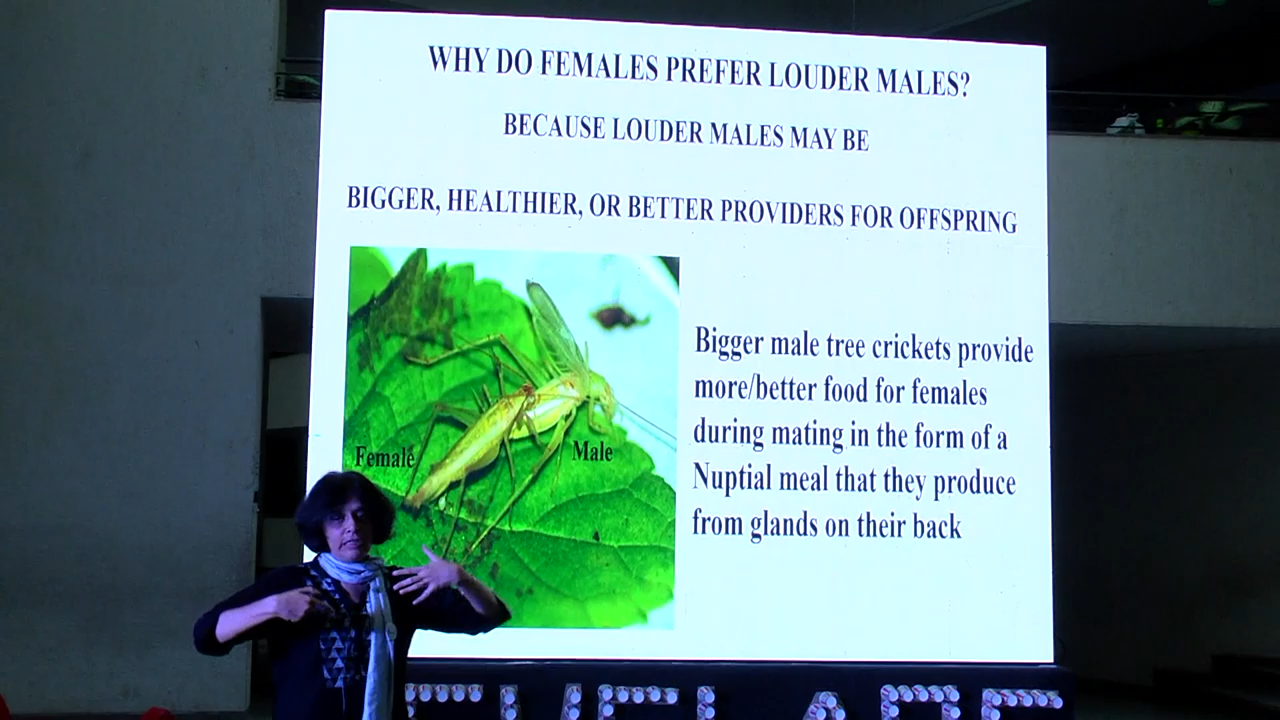 WHY DO FEMALES PREFER LOUDER MALES?
BECAUSE LOUDER MALES MAY BE
BIGGER, HEALTHIER, OR BETTER PROVIDERS FOR OFFSPRING
Bigger male tree crickets provide
more/better food for females
during mating in the form of a
Nuptial meal that they produce
from glands on their back
Female
Male